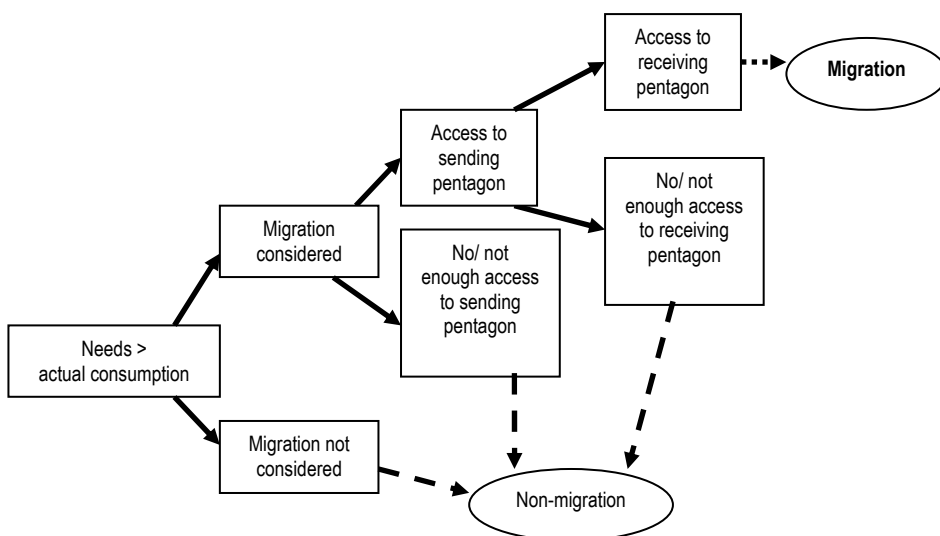 Access to
receiving
pentagon
Migration
Access to
sending
pentagon
No/ not
enough access
to receiving
pentagon
Migration
considered
No/ not
enough access
to sending
pentagon
Needs >
actual consumption
Migration not
considered
Non-migration